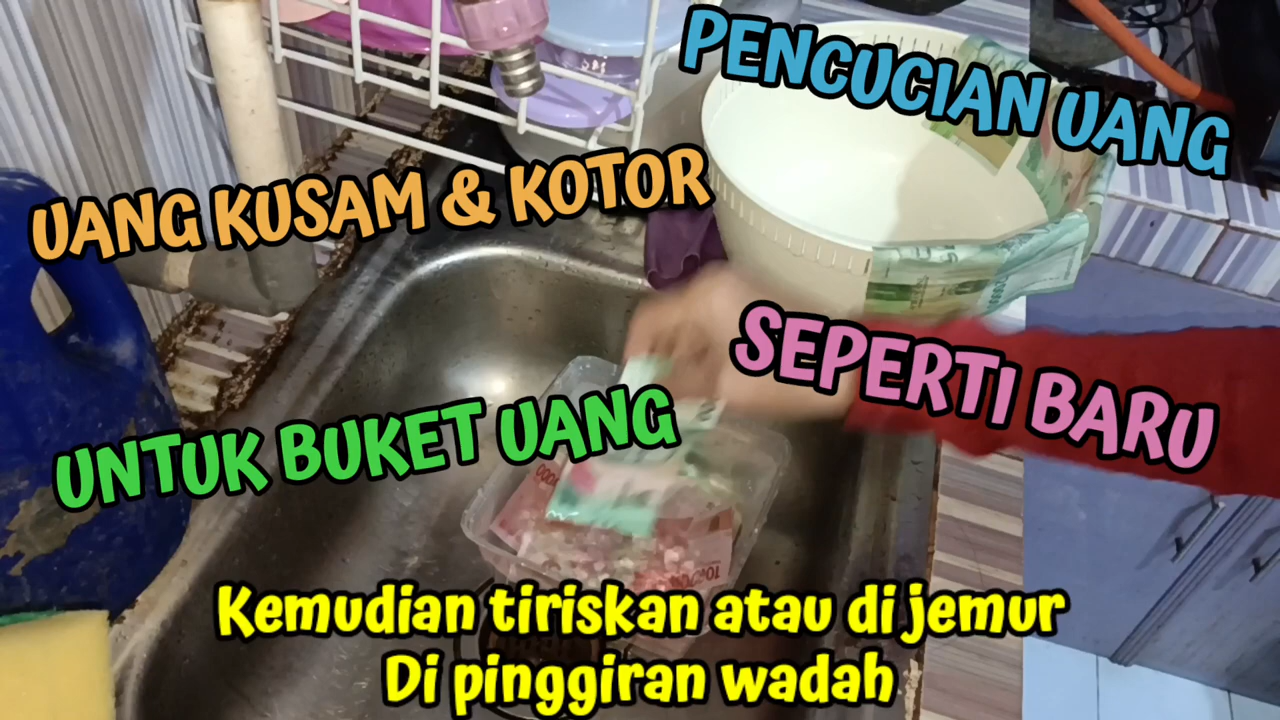 PENCUCIAN UANG
UANG KUSAM & KOTOR
SEPERTI BARU
UNTUK BUKET UANG
Kemudian tiriskan atau di jemur
Di pinggiran wadah